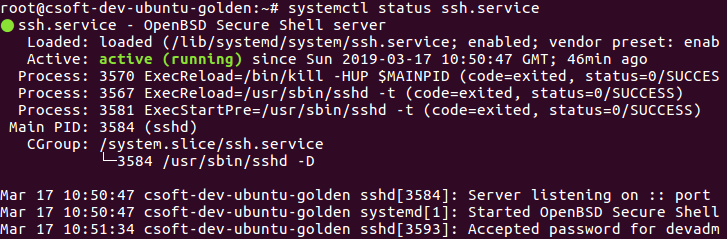 root@csoft-dev-ubuntu-golden:~# systemctl status ssh.service
● ssh.service - OpenBSD Secure Shell server
Loaded: loaded (/lib/systemd/system/ssh.service; enabled; vendor preset: enab
Active: active (running) since Sun 2019-03-17 10:50:47 GMT; 46min ago
Process: 3570 ExecReload=/bin/kill -HUP $MAINPID (code=exited, status=0/SUCCES
Process: 3567 ExecReload=/usr/sbin/sshd -t (code=exited, status=0/SUCCESS)
Process: 3581 ExecStartPre=/usr/sbin/sshd -t (code=exited, status=0/SUCCESS)
Main PID: 3584 (sshd)
CGroup: /system.slice/ssh.service
└─3584 /usr/sbin/sshd -D
Mar 17 10:50:47 csoft-dev-ubuntu-golden sshd[3584]: Server listening on :: port
Mar 17 10:50:47 csoft-dev-ubuntu-golden systemd[1]: Started OpenBSD Secure Shell
Mar 17 10:51:34 csoft-dev-ubuntu-golden sshd[3593]: Accepted password for devadm